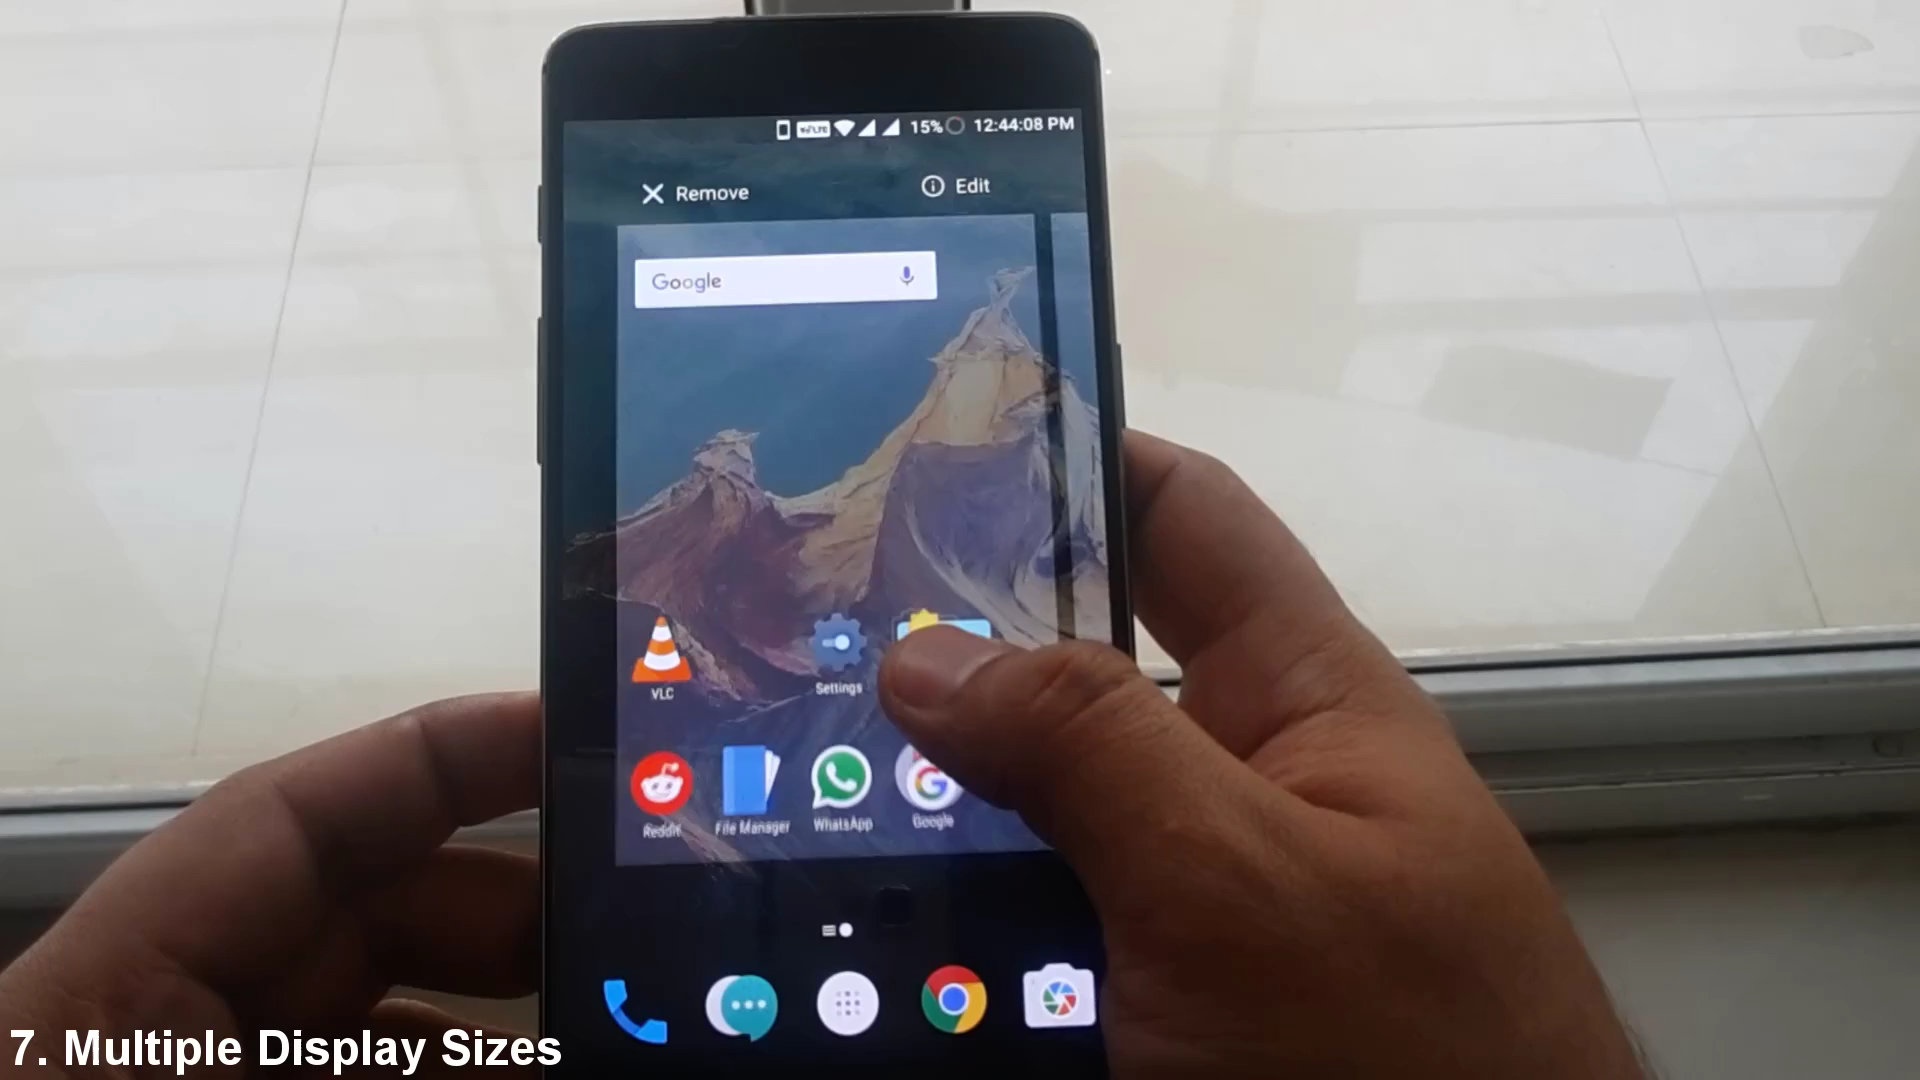 VoLTE 15% 12:44:08 PM
Remove Edit
Google
VLC Settings
Reddit File Manager WhatsApp Google
7. Multiple Display Sizes